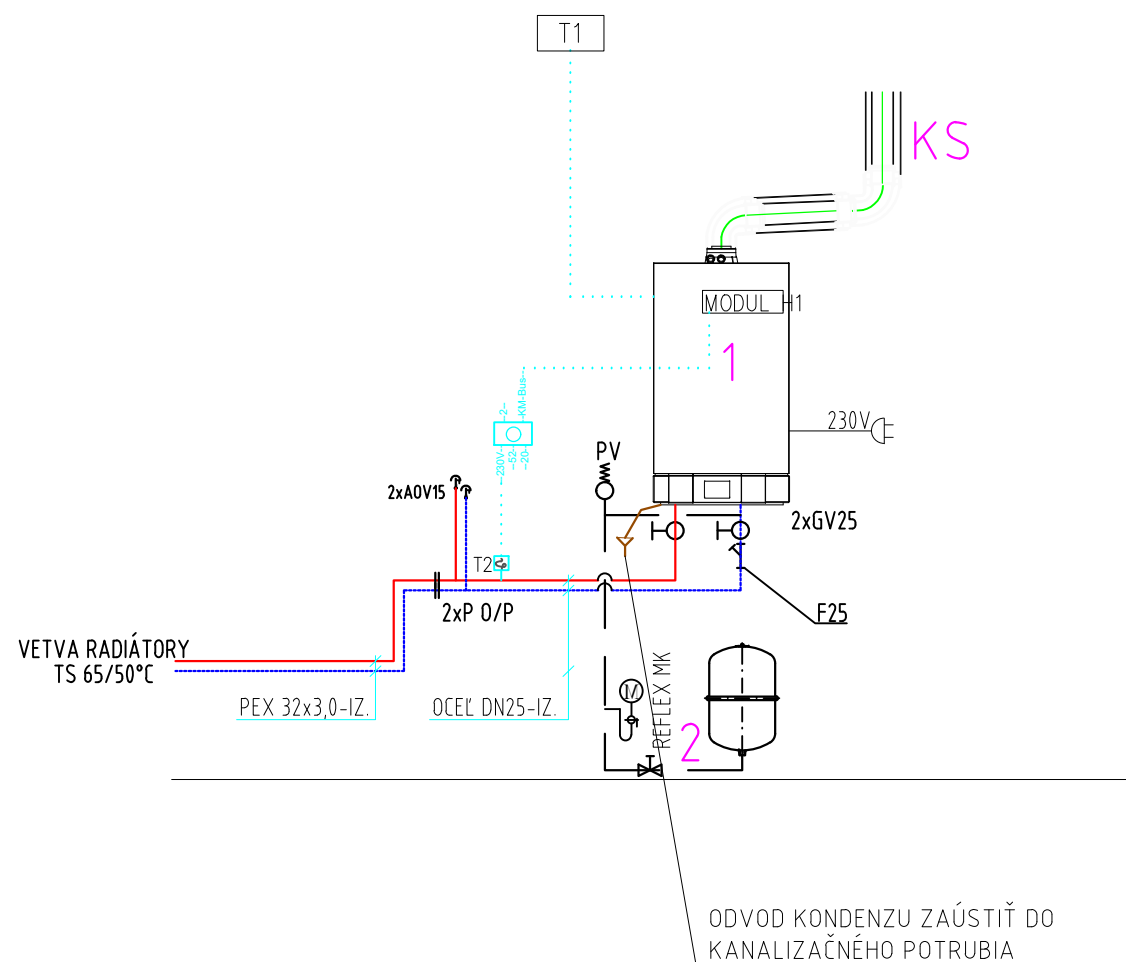 T1
KS
MODUL H1
1
KM-Bus
2
230V
52
20
230V
PV
2xAOV15
2xGV25
T2
2xP O/P
F25
VETVA RADIÁTORY
TS 65/50°C
PEX 32x3,0-IZ.
OCEĽ DN25-IZ.
M
REFLEX MK
2
ODVOD KONDENZU ZAÚSTIŤ DO
KANALIZAČNÉHO POTRUBIA